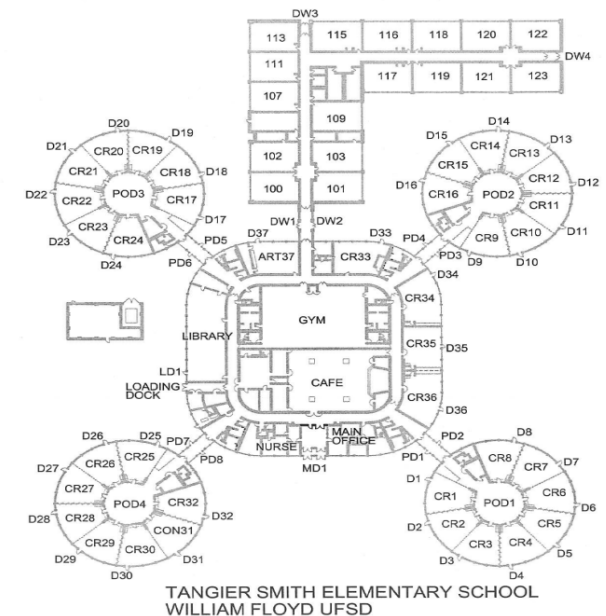 DW3
113 115 116 118 120 122
DW4
111
107 117 119 121 123
109
102 103
100 101
DW1 DW2
D20
D21 D19
CR20 CR19
CR21 CR18 D18
D22 CR22 POD3 CR17
CR23 D17
D23 CR24
D24
PD5
PD6
D14
D15 D13
CR14 CR13
CR15 CR12
D16 CR16 POD2 D12
CR11
CR10 D11
CR9
D9 D10
PD4
PD3
D37 D33
ART37 CR33
D34
CR34
GYM
LIBRARY CR35 D35
LD1
LOADING
DOCK
CAFE
CR36
D36
MAIN
OFFICE
NURSE
MD1
D26 D25 PD7
PD8
D27 CR26 CR25
CR27 CR32
D28 CR28 POD4 D32
CON31
CR29 CR30
D29 D31
D30
PD2
PD1
D8
CR8 CR7 D7
D1
CR1 CR6
POD1 D6
D2 CR2 CR5
CR3 CR4 D5
D3
D4
TANGIER SMITH ELEMENTARY SCHOOL
WILLIAM FLOYD UFSD